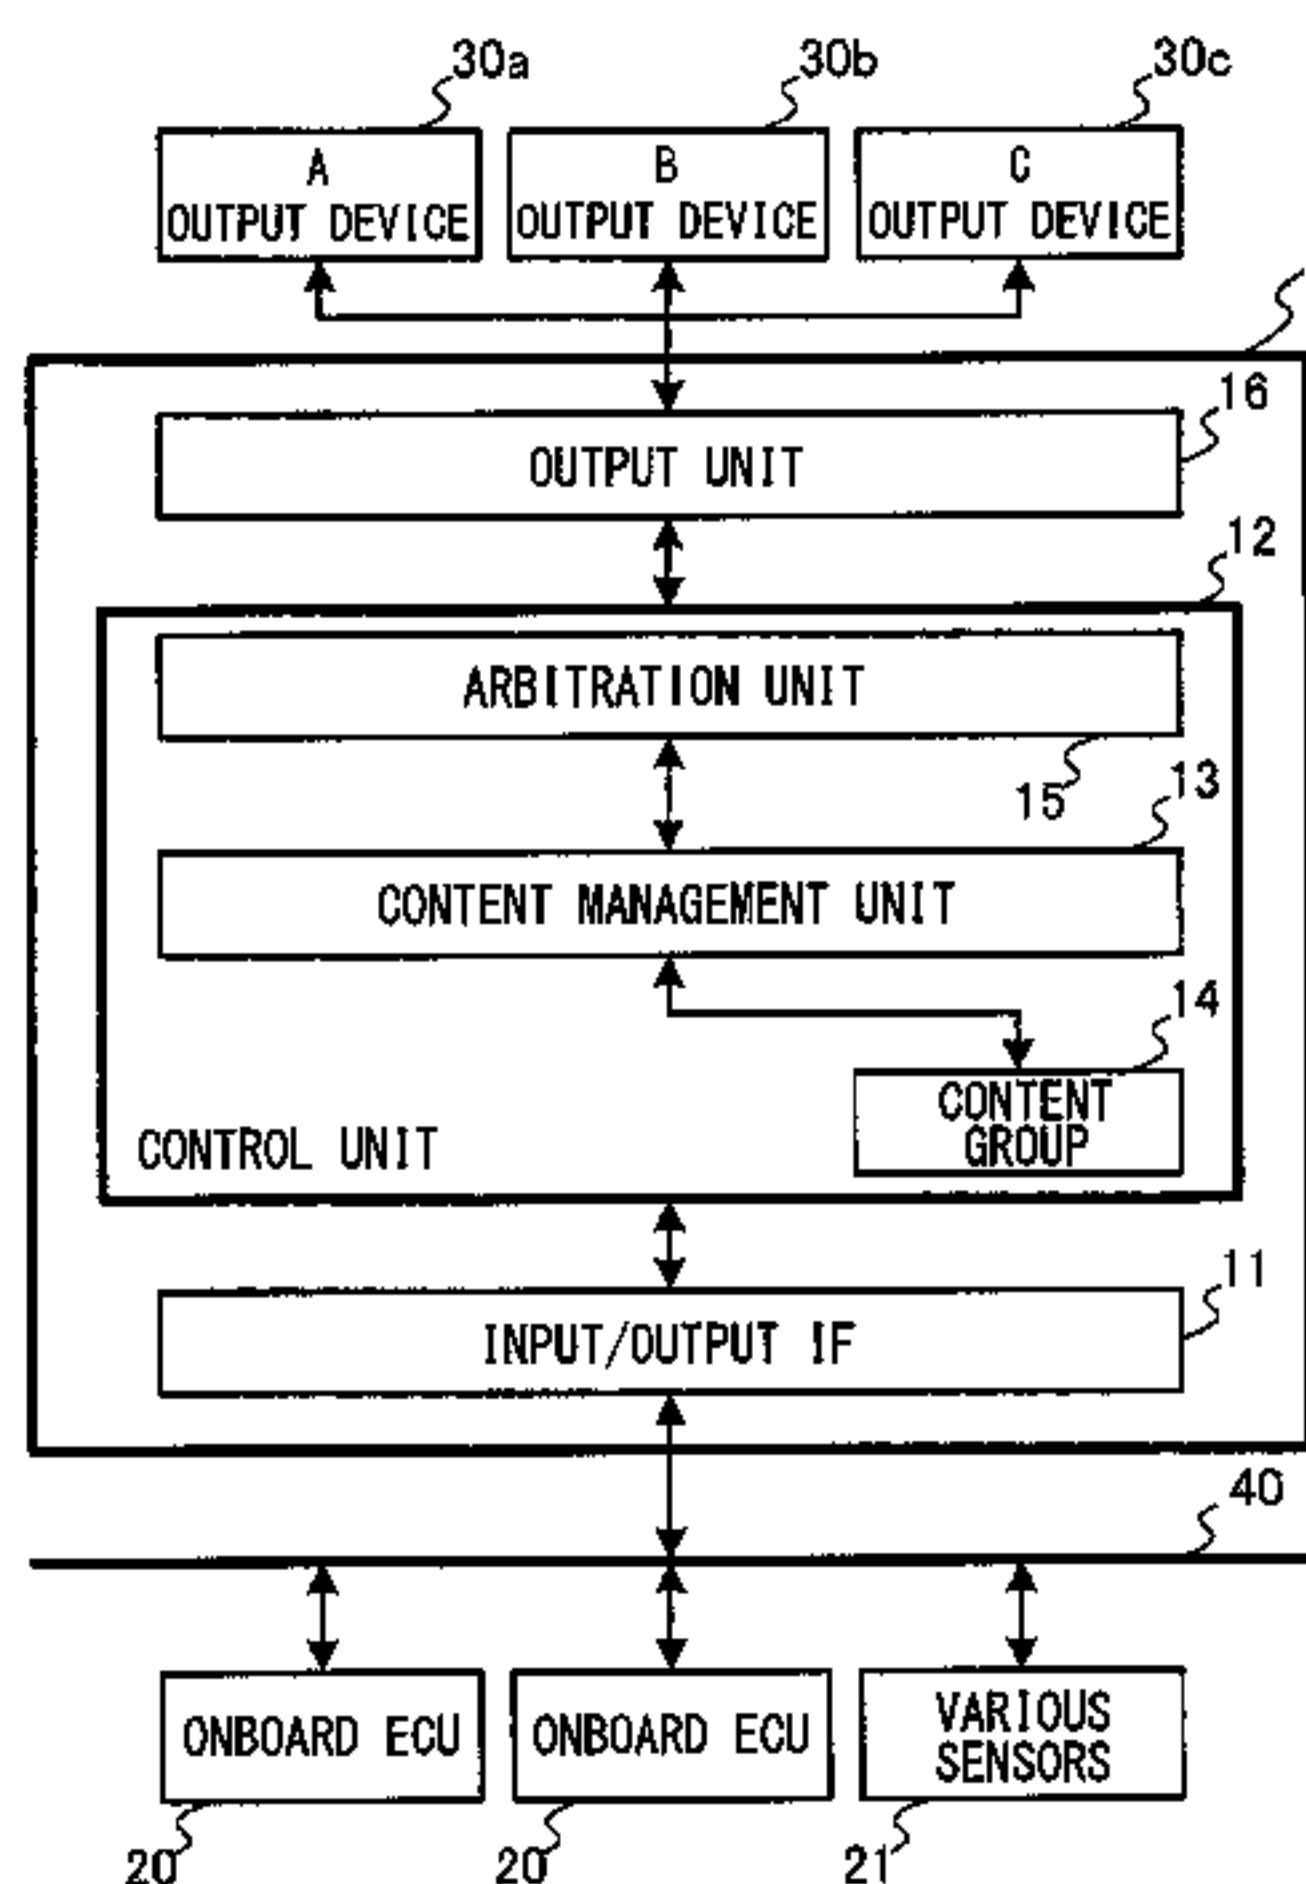 30a
30b
30c
A
OUTPUT DEVICE
B
OUTPUT DEVICE
C
OUTPUT DEVICE
16
OUTPUT UNIT
12
ARBITRATION UNIT
15
13
CONTENT MANAGEMENT UNIT
14
CONTENT
GROUP
CONTROL UNIT
11
INPUT/OUTPUT IF
40
ONBOARD ECU
ONBOARD ECU
VARIOUS
SENSORS
20
20
21